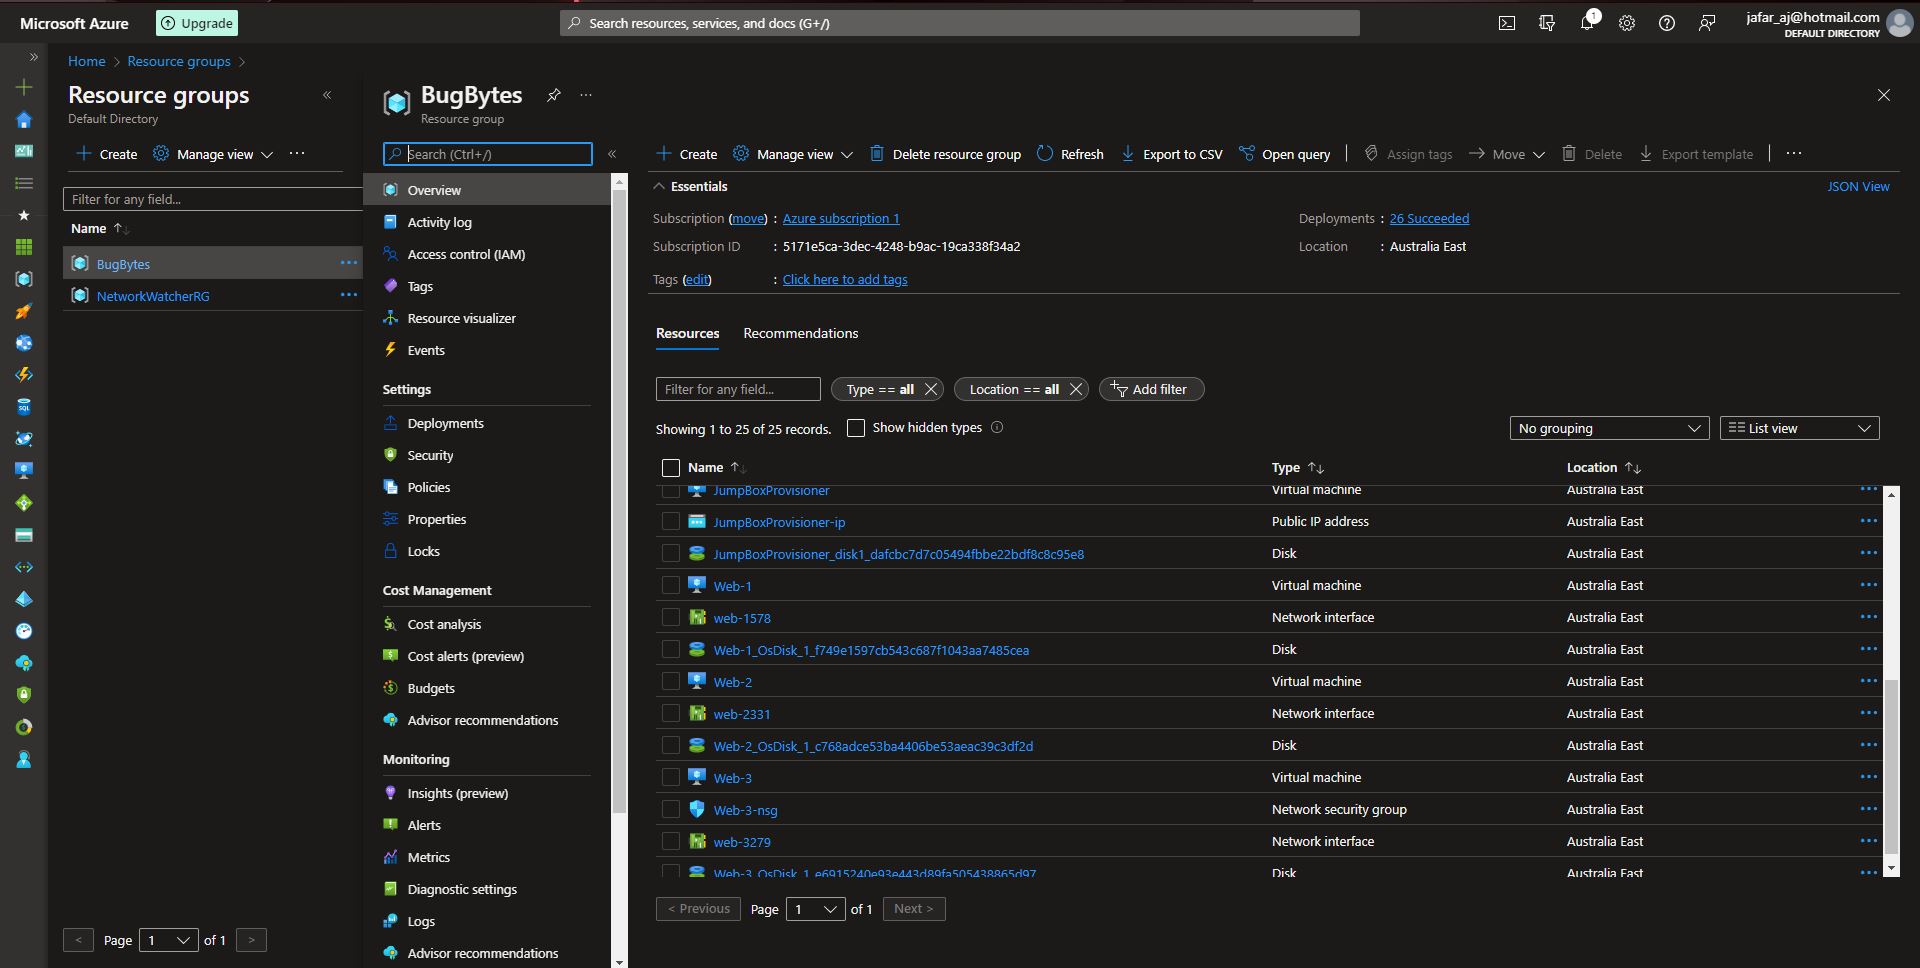 Microsoft Azure
Upgrade
Search resources, services, and docs (G+/)
1
jafar_aj@hotmail.com
DEFAULT DIRECTORY
Home > Resource groups >
Resource groups
Default Directory
+ Create Manage view ...
Filter for any field...
Name
BugBytes
NetworkWatcherRG
< Page 1 of 1 >
BugBytes
Resource group
Search (Ctrl+/)
Overview
Activity log
Access control (IAM)
Tags
Resource visualizer
Events
Settings
Deployments
Security
Policies
Properties
Locks
Cost Management
Cost analysis
Cost alerts (preview)
Budgets
Advisor recommendations
Monitoring
Insights (preview)
Alerts
Metrics
Diagnostic settings
Logs
Advisor recommendations
+ Create Manage view Delete resource group Refresh Export to CSV Open query Assign tags Move Delete Export template ...
Essentials
JSON View
Subscription (move) : Azure subscription 1
Deployments : 26 Succeeded
Subscription ID : 5171e5ca-3dec-4248-b9ac-19ca338f34a2
Location : Australia East
Tags (edit) : Click here to add tags
Resources Recommendations
Filter for any field... Type == all Location == all Add filter
Showing 1 to 25 of 25 records. Show hidden types
No grouping List view
Name Type Location
JumpBoxProvisioner Virtual machine Australia East
JumpBoxProvisioner-ip Public IP address Australia East
JumpBoxProvisioner_disk1_dafcbc7d7c05494fbbe22bdf8c8c95e8 Disk Australia East
Web-1 Virtual machine Australia East
web-1578 Network interface Australia East
Web-1_OsDisk_1_f749e1597cb543c687f1043aa7485cea Disk Australia East
Web-2 Virtual machine Australia East
web-2331 Network interface Australia East
Web-2_OsDisk_1_c768adce53ba4406be53aeac39c3df2d Disk Australia East
Web-3 Virtual machine Australia East
Web-3-nsg Network security group Australia East
web-3279 Network interface Australia East
Web-3_OsDisk_1_e6915240e93e443d89fa505438865d97 Disk Australia East
< Previous Page 1 of 1 Next >